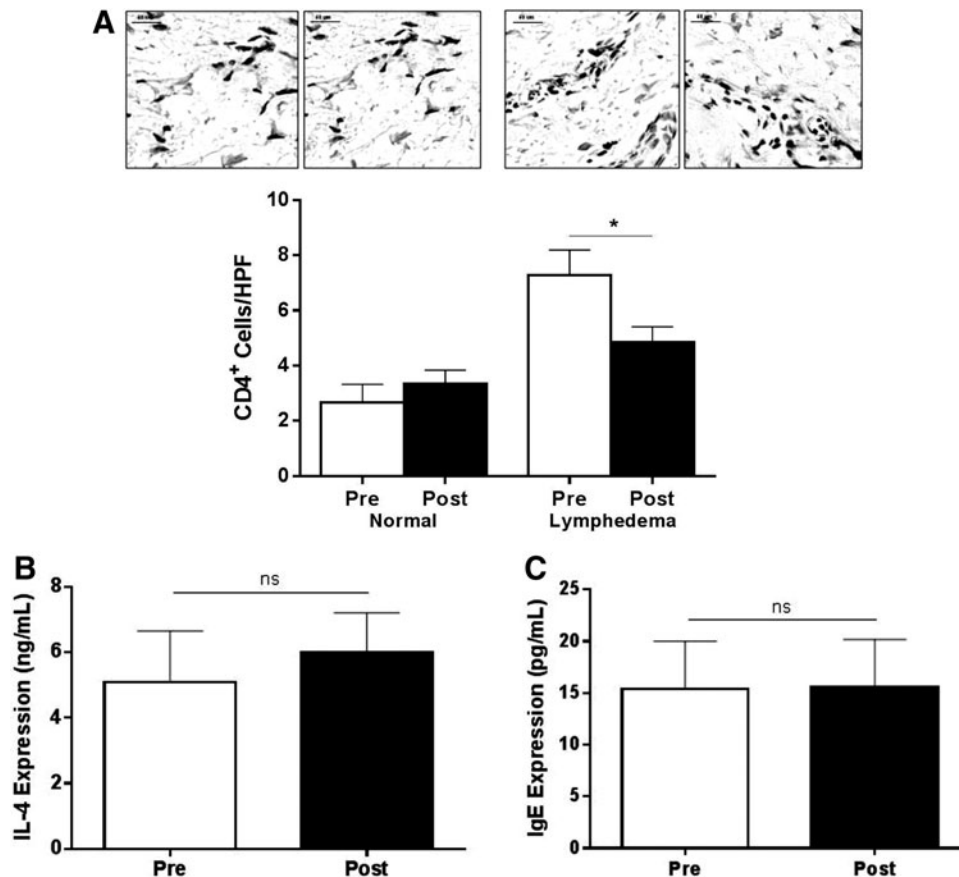 A
10
8
6
4
2
0
CD4+ Cells/HPF
*
Pre Post Pre Post
Normal Lymphedema
B
8
6
4
2
0
IL-4 Expression (ng/mL)
ns
Pre Post
C
25
20
15
10
5
0
IgE Expression (pg/mL)
ns
Pre Post